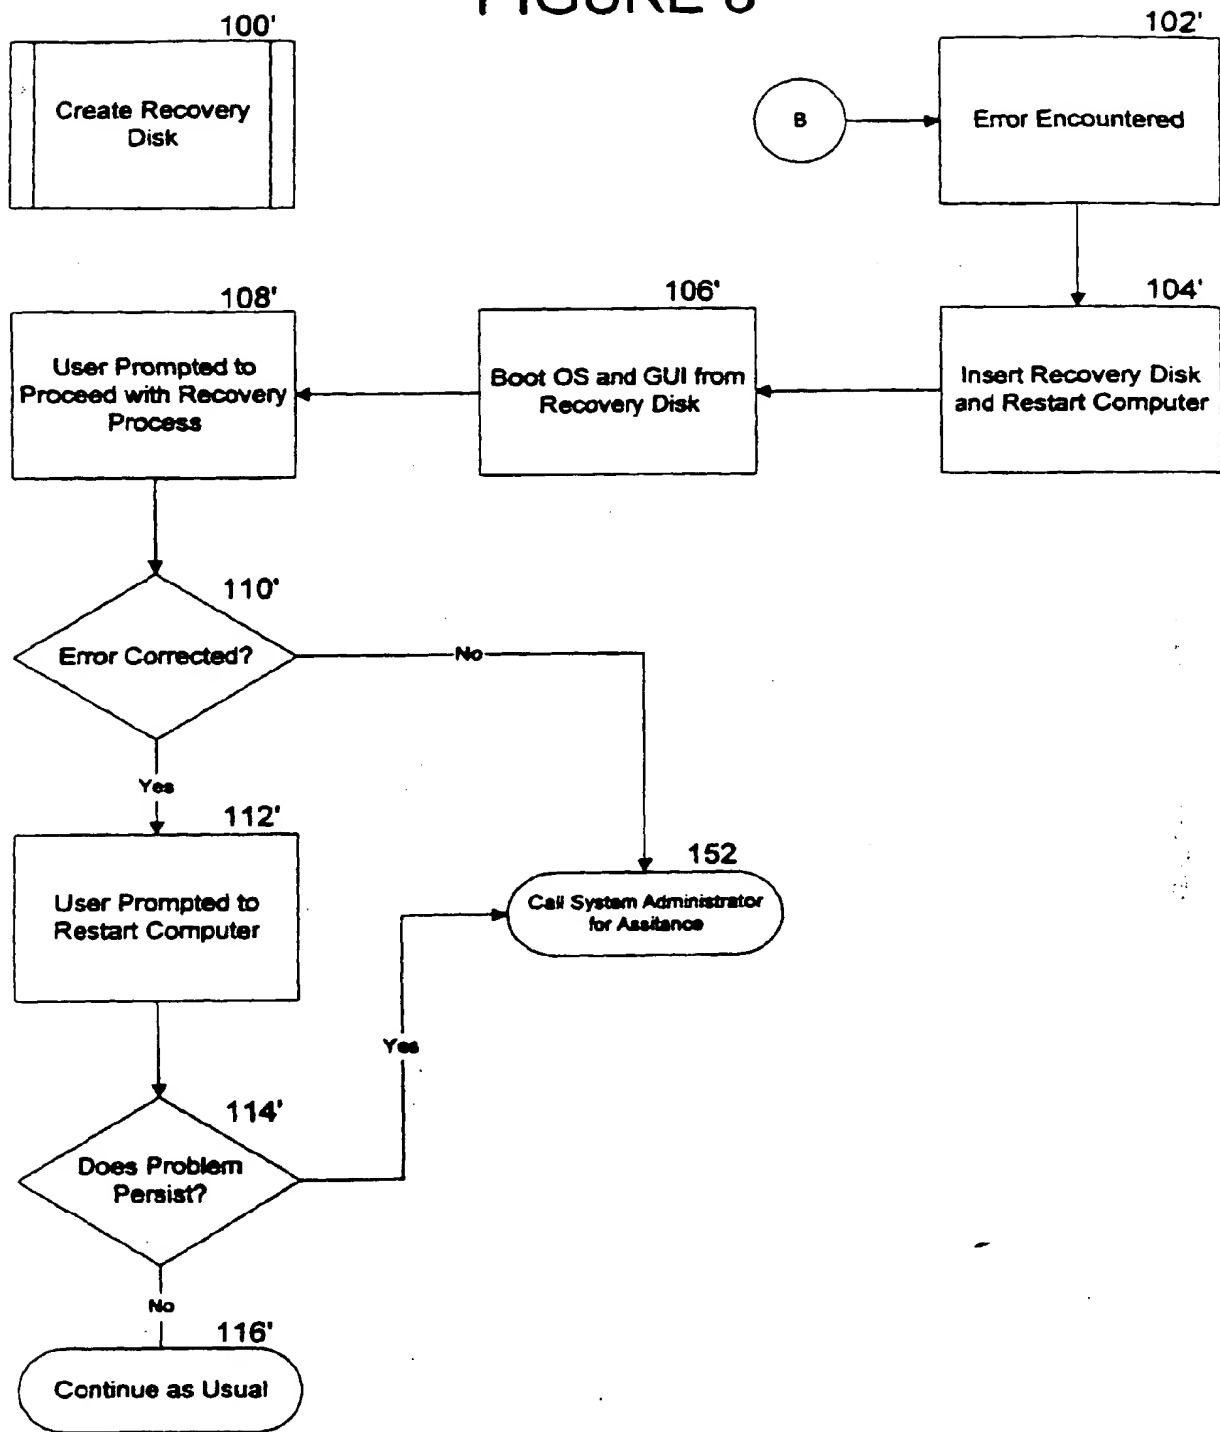 FIGURE
100'
Create Recovery
Disk
B
102'
Error Encountered
108'
User Prompted to
Proceed with Recovery
Process
106'
Boot OS and GUI from
Recovery Disk
104'
Insert Recovery Disk
and Restart Computer
110'
Error Corrected?
No
Yes
112'
User Prompted to
Restart Computer
152
Call System Administrator
for Assitance
Yes
114'
Does Problem
Persist?
No
116'
Continue as Usual